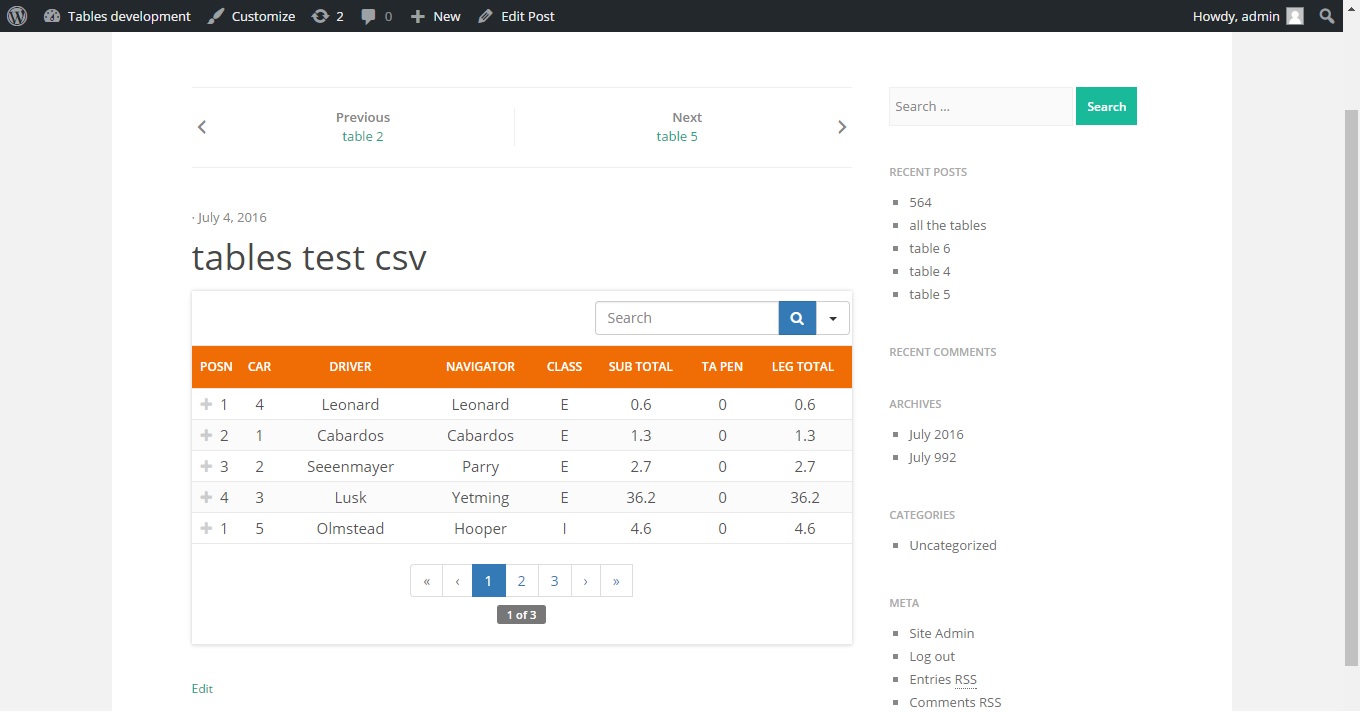 Tables development Customize 2 0 New Edit Post Howdy, admin
Previous
table 2
Next
table 5
· July 4, 2016
tables test csv
Search
POSN CAR DRIVER NAVIGATOR CLASS SUB TOTAL TA PEN LEG TOTAL
1 4 Leonard Leonard E 0.6 0 0.6
2 1 Cabardos Cabardos E 1.3 0 1.3
3 2 Seeenmayer Parry E 2.7 0 2.7
4 3 Lusk Yetming E 36.2 0 36.2
1 5 Olmstead Hooper I 4.6 0 4.6
« ‹ 1 2 3 › »
1 of 3
Edit
Search ... Search
RECENT POSTS
564
all the tables
table 6
table 4
table 5
RECENT COMMENTS
ARCHIVES
July 2016
July 992
CATEGORIES
Uncategorized
META
Site Admin
Log out
Entries RSS
Comments RSS